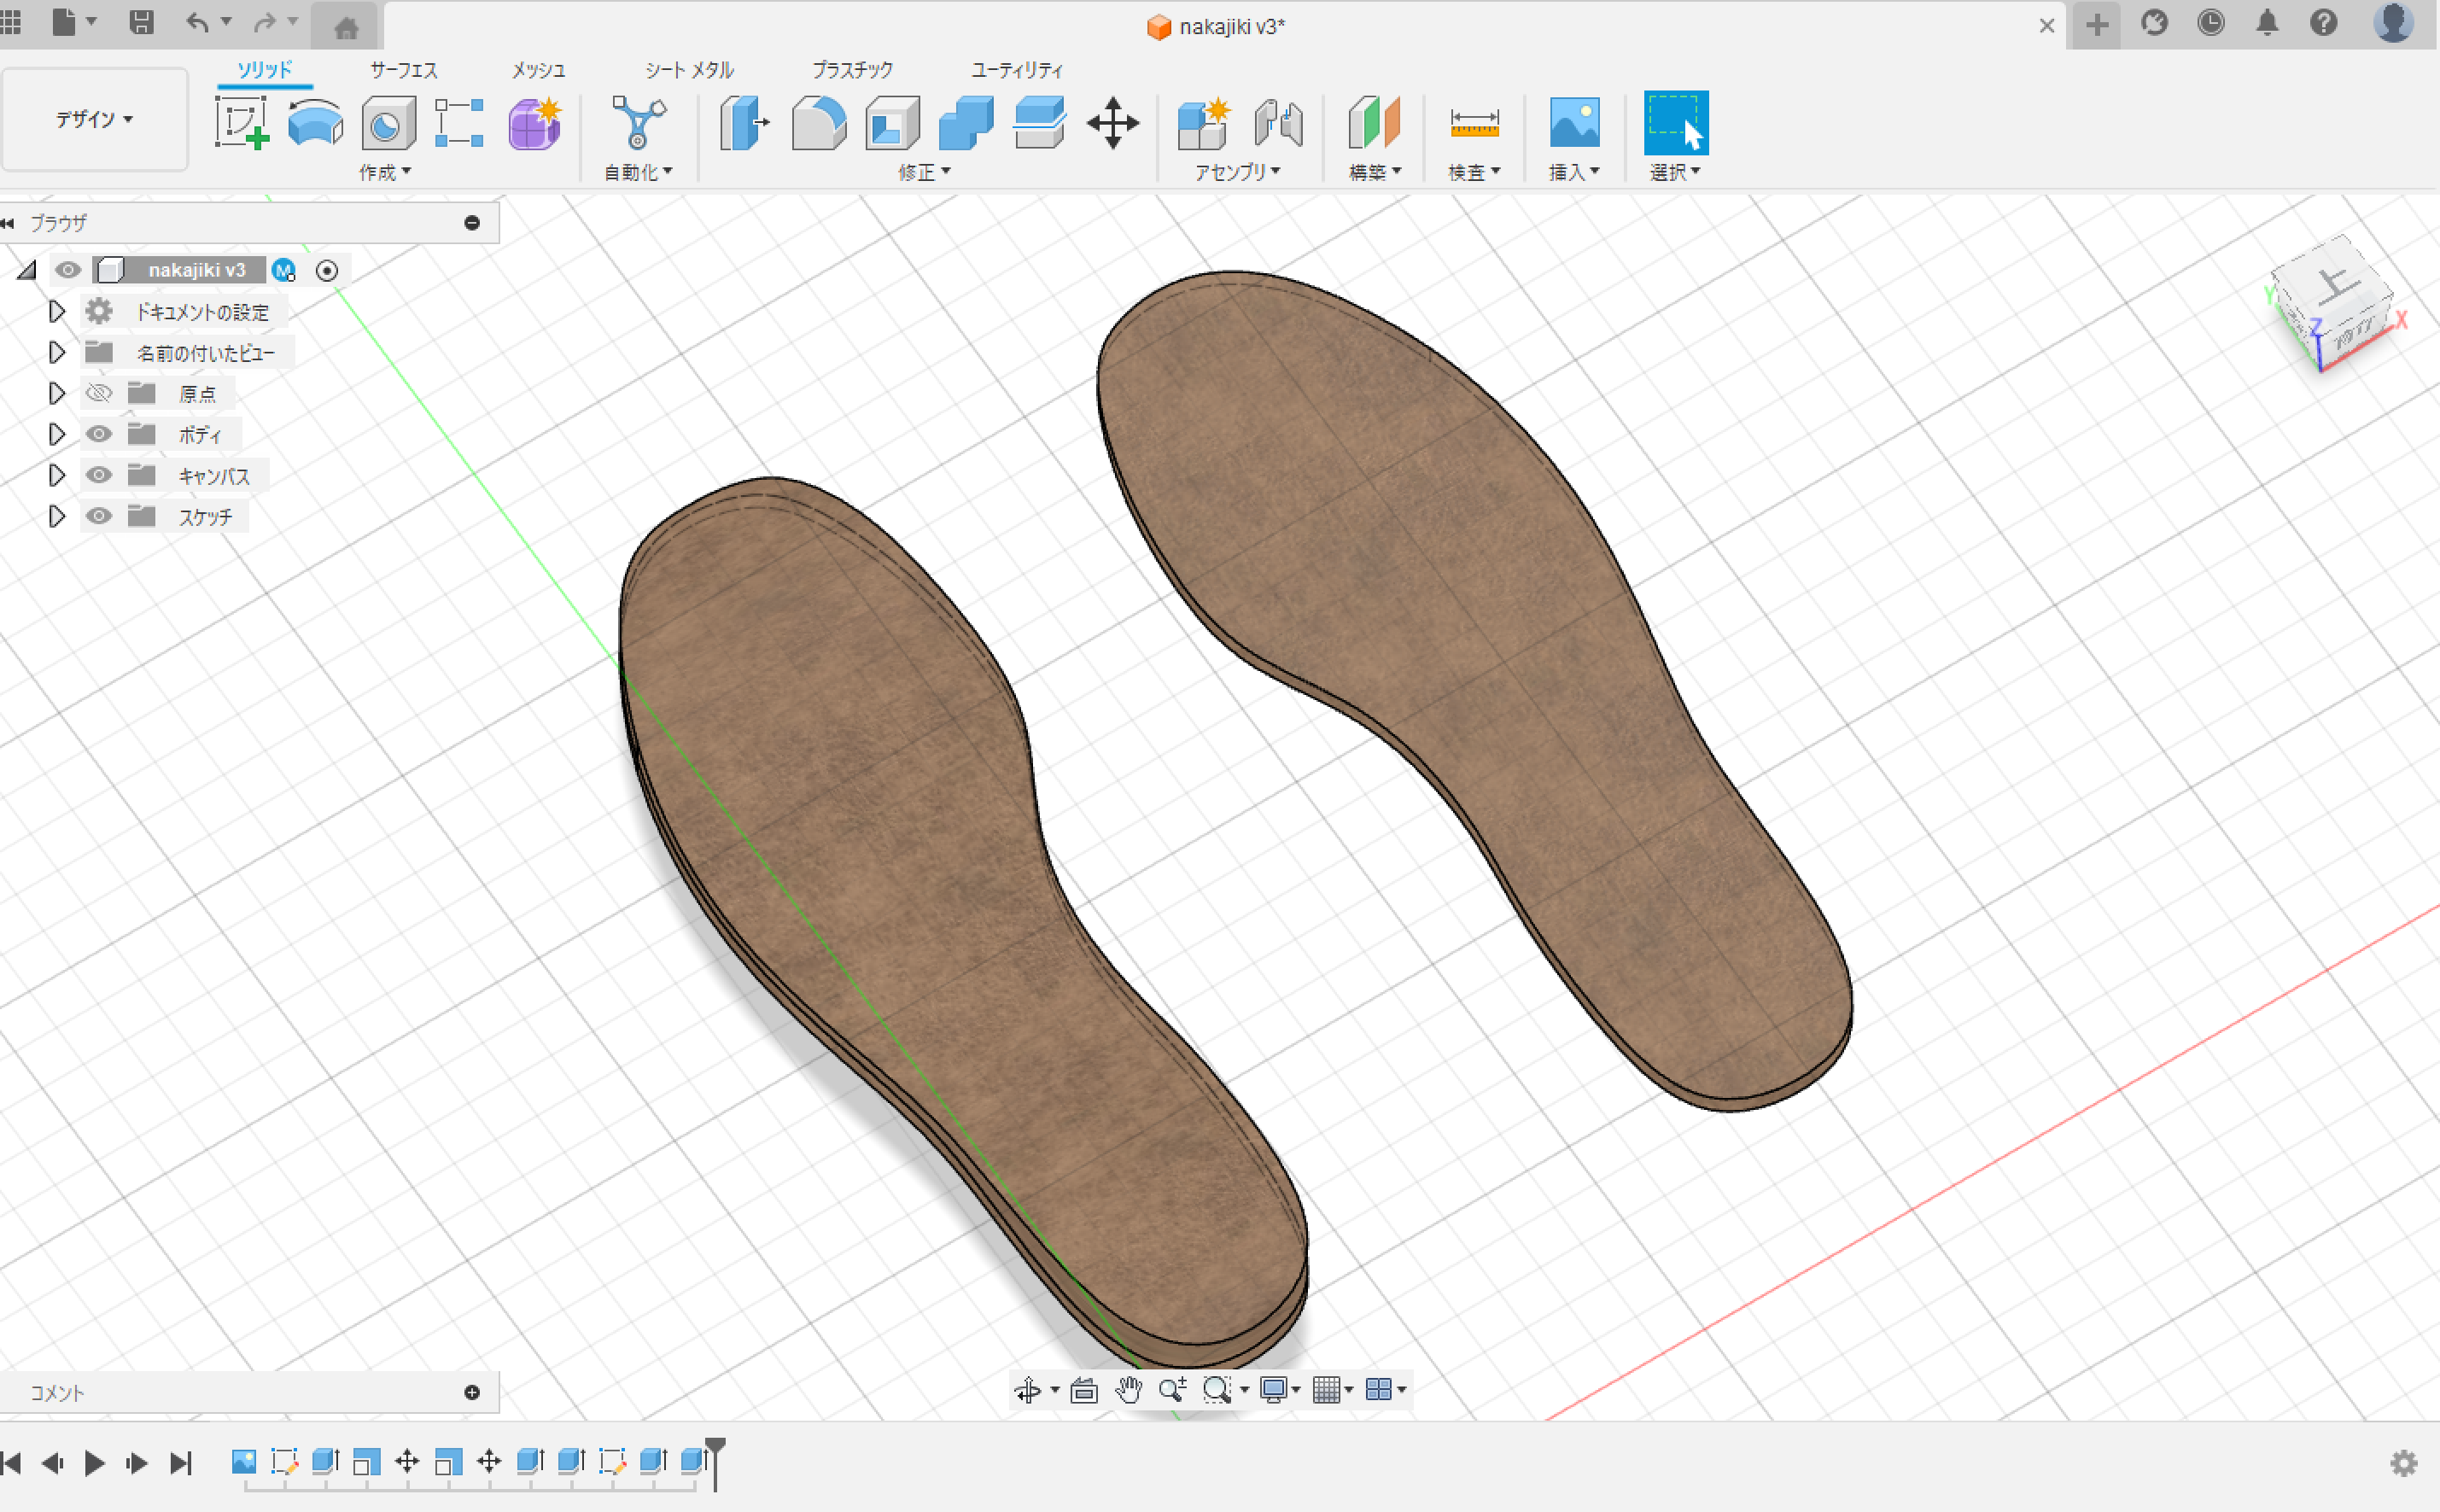 nakajiki v3*
ソリッド サーフェス メッシュ シート メタル プラスチック ユーティリティ
デザイン
作成 自動化 修正 アセンブリ 構築 検査 挿入 選択
ブラウザ
nakajiki v3 M
ドキュメントの設定
名前の付いたビュー
原点
ボディ
キャンバス
スケッチ
上
Y Z X
コメント